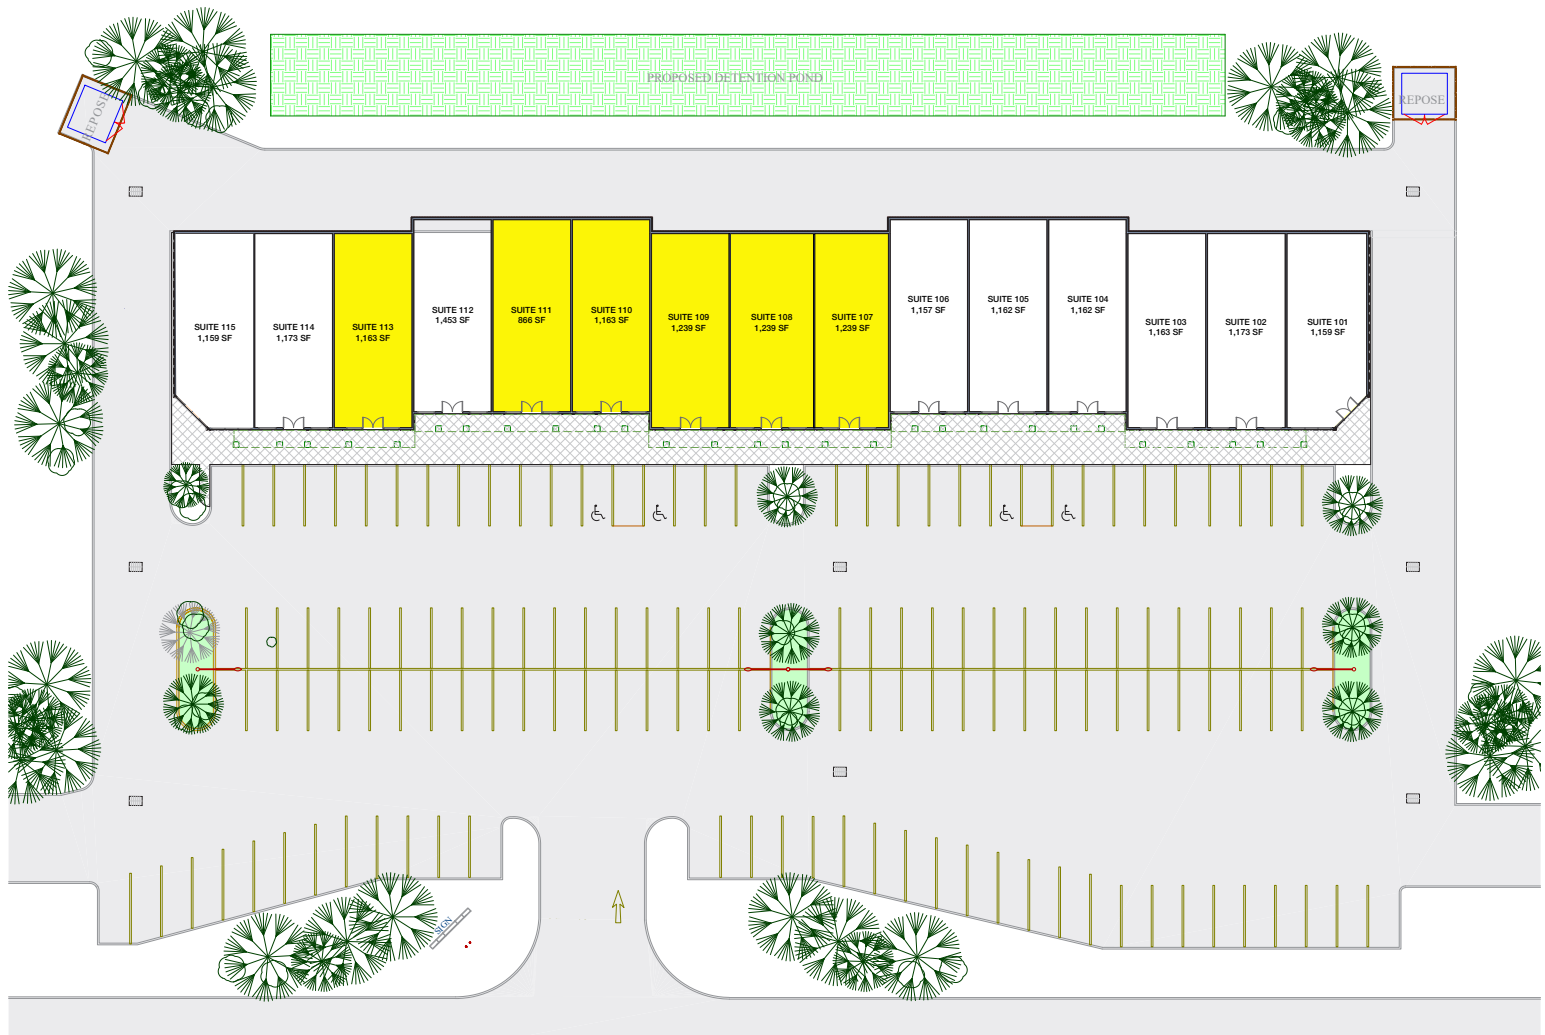 PROPOSED DETENTION POND
REPOSE
REPOSE
SUITE 115
1,159 SF
SUITE 114
1,173 SF
SUITE 113
1,163 SF
SUITE 112
1,453 SF
SUITE 111
866 SF
SUITE 110
1,163 SF
SUITE 109
1,239 SF
SUITE 108
1,239 SF
SUITE 107
1,239 SF
SUITE 106
1,157 SF
SUITE 105
1,162 SF
SUITE 104
1,162 SF
SUITE 103
1,163 SF
SUITE 102
1,173 SF
SUITE 101
1,159 SF
SIGN